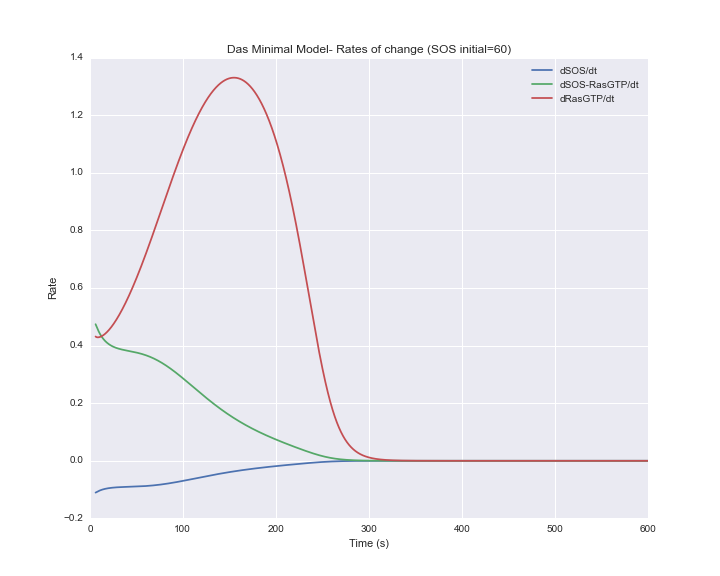 Das Minimal Model- Rates of change (SOS initial=60)
1.4
1.2
1.0
0.8
0.6
0.4
0.2
0.0
−0.2
Rate
dSOS/dt
dSOS-RasGTP/dt
dRasGTP/dt
0 100 200 300 400 500 600
Time (s)